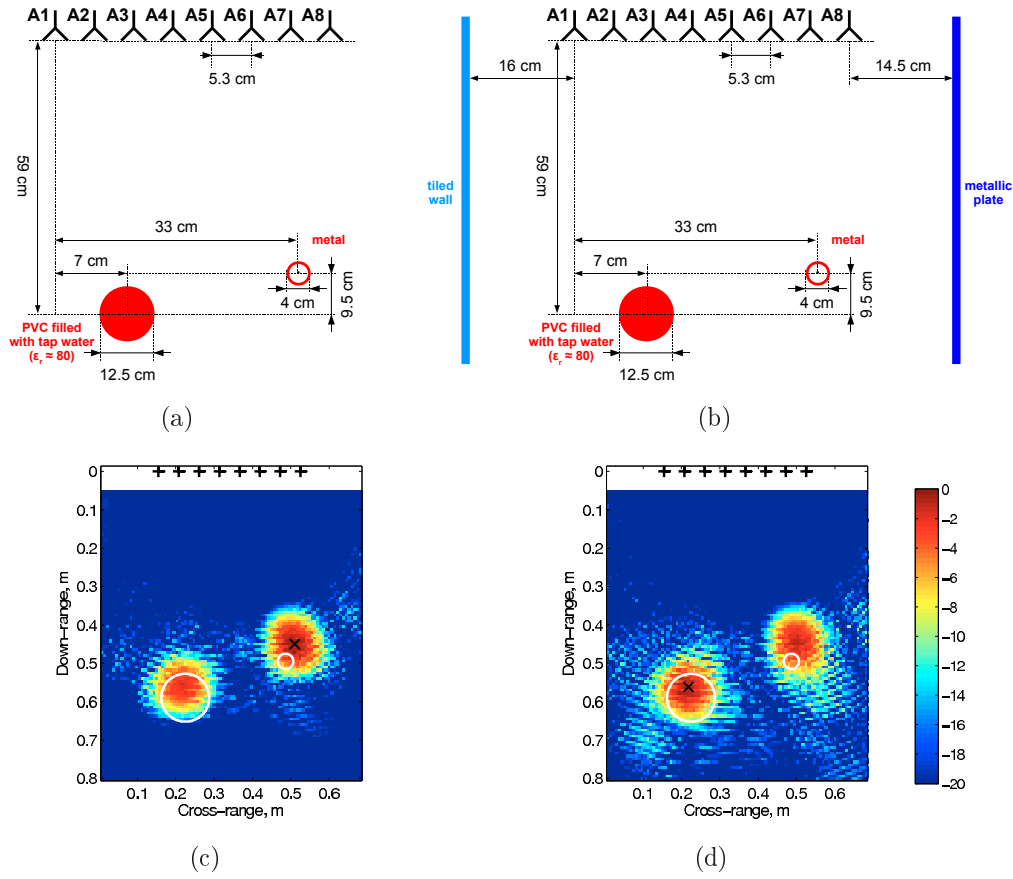 A1 A2 A3 A4 A5 A6 A7 A8
5.3 cm
59 cm
33 cm
metal
7 cm
4 cm
9.5 cm
PVC filled
with tap water
(εr ≈ 80)
12.5 cm
(a)
A1 A2 A3 A4 A5 A6 A7 A8
16 cm
5.3 cm
14.5 cm
59 cm
tiled
wall
metallic
plate
33 cm
metal
7 cm
4 cm
9.5 cm
PVC filled
with tap water
(εr ≈ 80)
12.5 cm
(b)
0
0.1
0.2
0.3
0.4
0.5
0.6
0.7
0.8
Down-range, m
0.1 0.2 0.3 0.4 0.5 0.6
Cross-range, m
(c)
0
0.1
0.2
0.3
0.4
0.5
0.6
0.7
0.8
Down-range, m
0.1 0.2 0.3 0.4 0.5 0.6
Cross-range, m
(d)
0
-2
-4
-6
-8
-10
-12
-14
-16
-18
-20